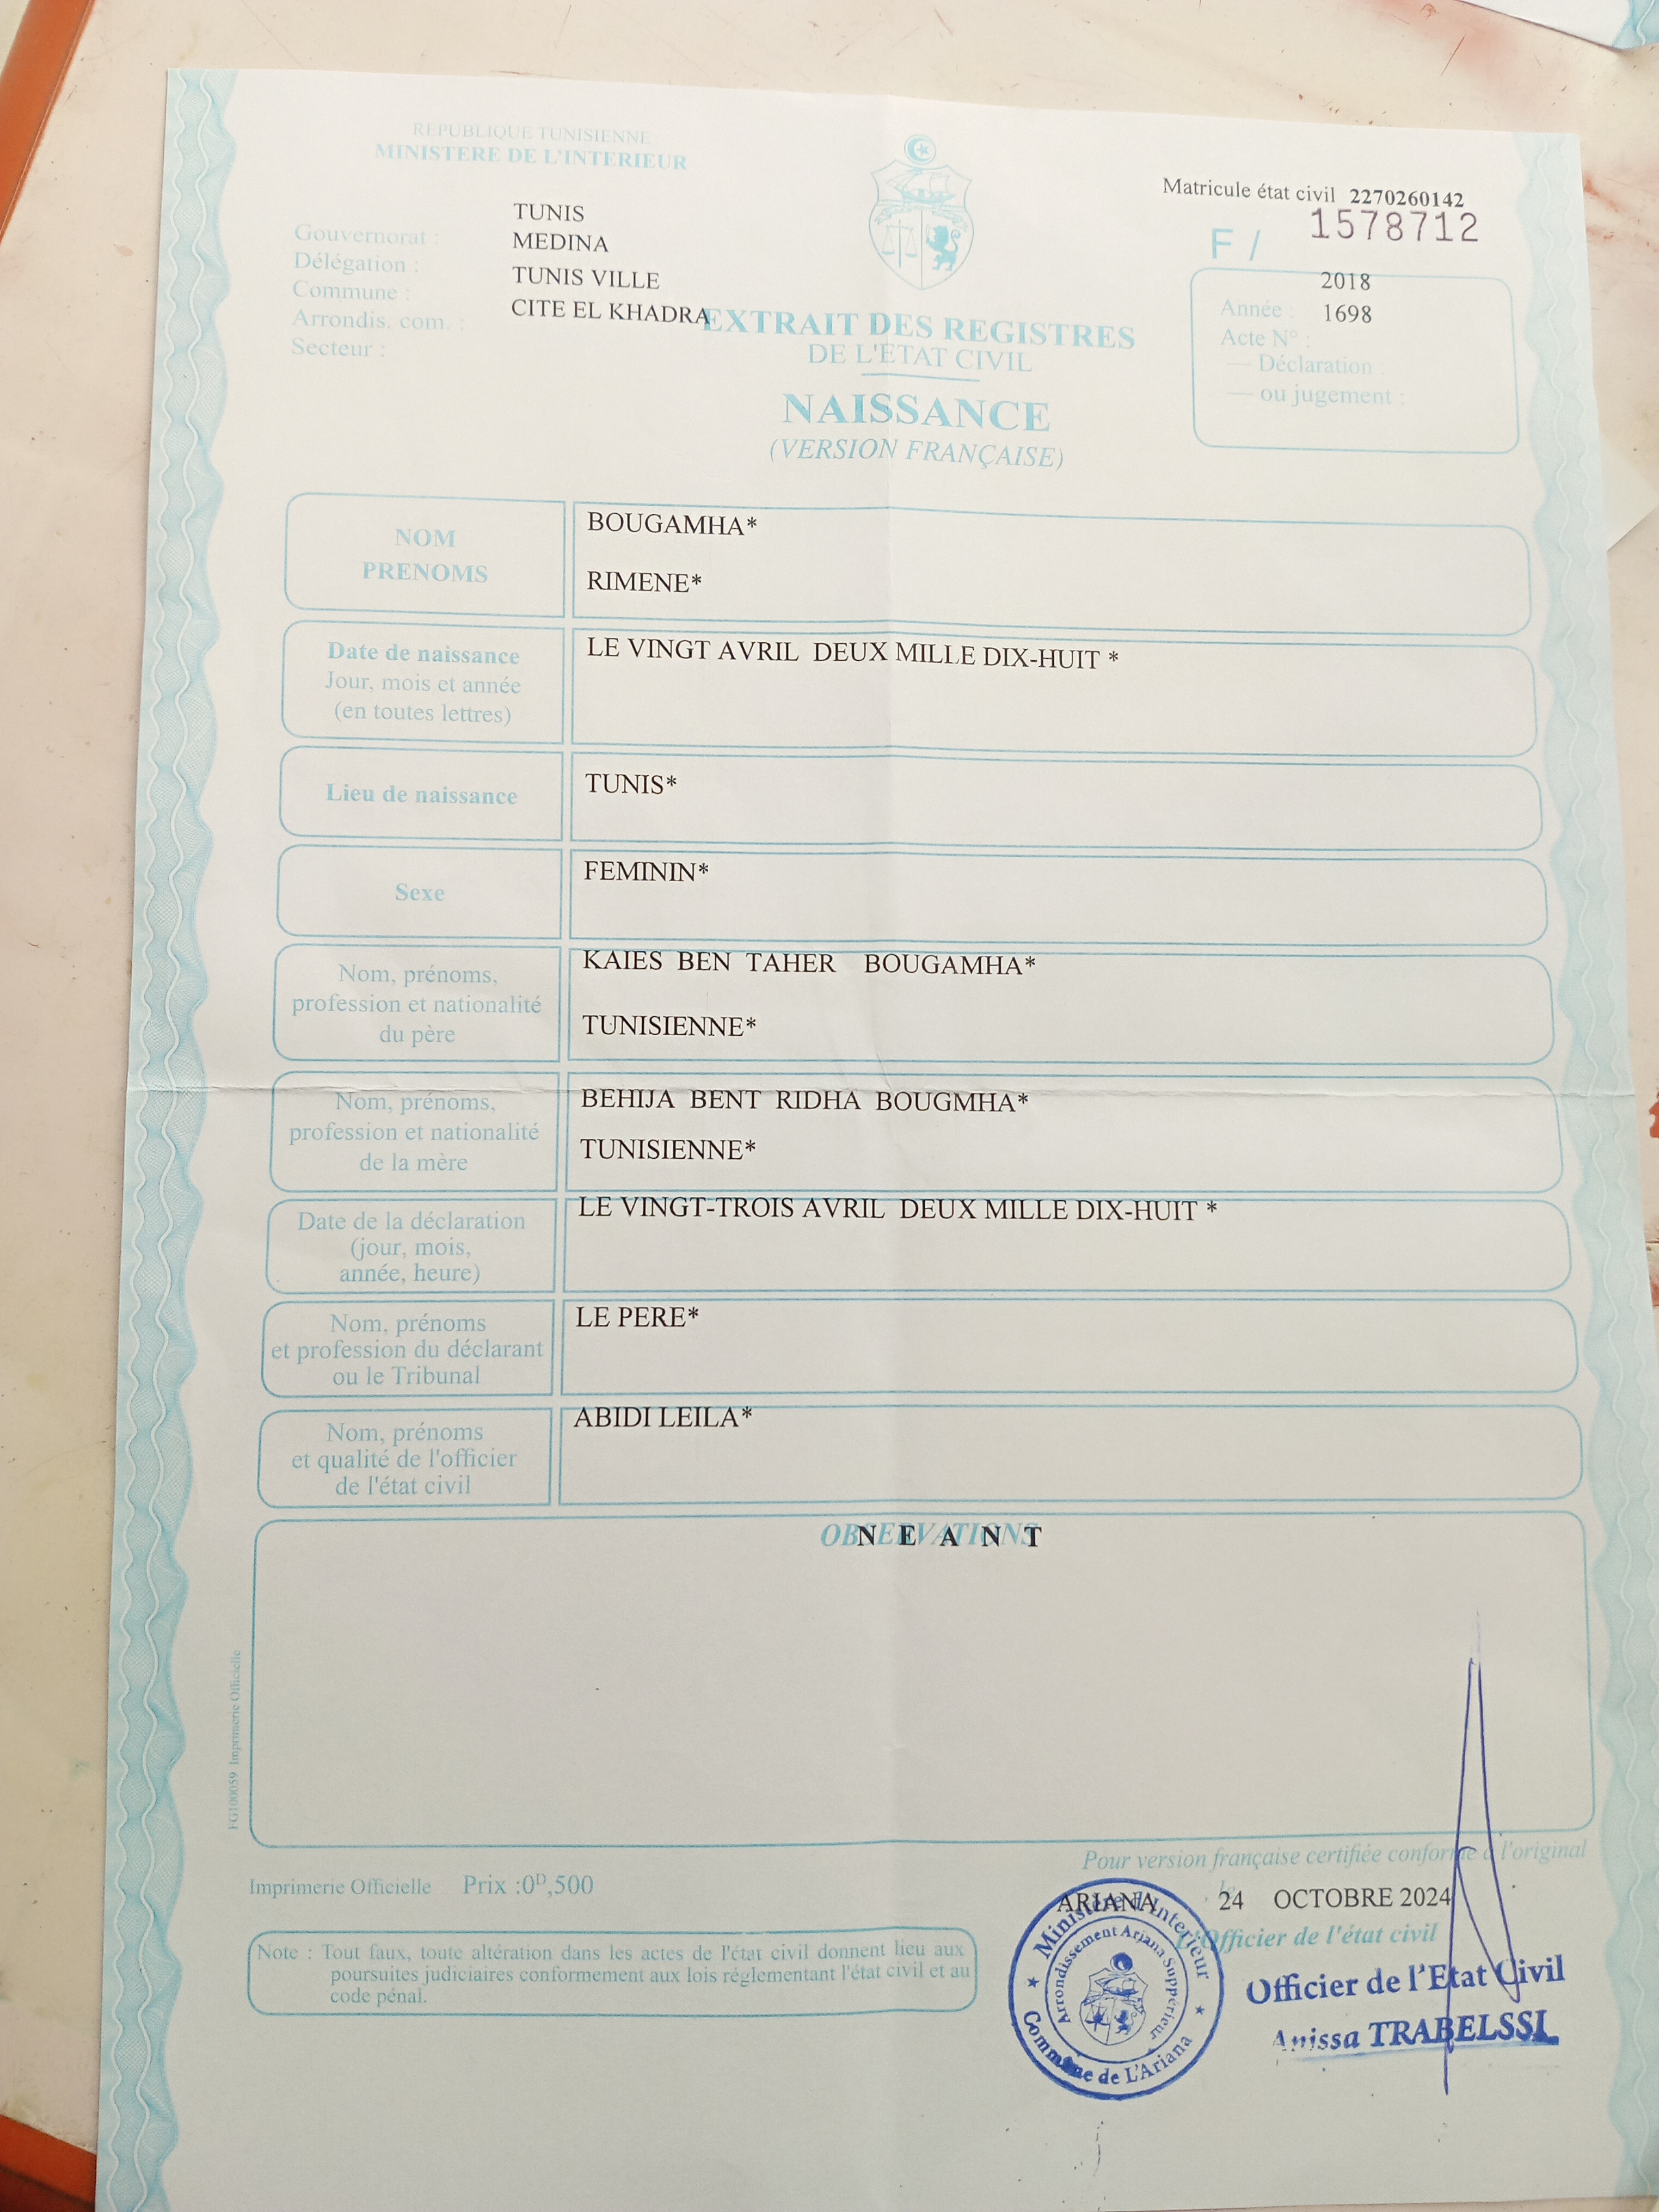 REPUBLIQUE TUNISIENNE
MINISTERE DE L'INTERIEUR
Matricule état civil 2270260142
F / 1578712
Gouvernorat : TUNIS
Délégation : MEDINA
Commune : TUNIS VILLE
Arrondis. com. : CITE EL KHADRA
Secteur :
EXTRAIT DES REGISTRES
DE L'ETAT CIVIL
NAISSANCE
(VERSION FRANÇAISE)
Année : 2018
Acte N° : 1698
— Déclaration :
— ou jugement :
NOM
PRENOMS
BOUGAMHA*
RIMENE*
Date de naissance
Jour, mois et année
(en toutes lettres)
LE VINGT AVRIL DEUX MILLE DIX-HUIT *
Lieu de naissance
TUNIS*
Sexe
FEMININ*
Nom, prénoms,
profession et nationalité
du père
KAIES BEN TAHER BOUGAMHA*
TUNISIENNE*
Nom, prénoms,
profession et nationalité
de la mère
BEHIJA BENT RIDHA BOUGMHA*
TUNISIENNE*
Date de la déclaration
(jour, mois,
année, heure)
LE VINGT-TROIS AVRIL DEUX MILLE DIX-HUIT *
Nom, prénoms
et profession du déclarant
ou le Tribunal
LE PERE*
Nom, prénoms
et qualité de l'officier
de l'état civil
ABIDI LEILA*
OBSERVATIONS
N E A N T
FG100059 Imprimerie Officielle
Imprimerie Officielle Prix :0ᴰ,500
Note : Tout faux, toute altération dans les actes de l'état civil donnent lieu aux
poursuites judiciaires conformement aux lois réglementant l'état civil et au
code pénal.
Pour version française certifiée conforme à l'original
ARIANA , le 24 OCTOBRE 2024
L'Officier de l'état civil
Officier de l'Etat Civil
Anissa TRABELSSI
Ministère d'Interieur
Arrondissement Ariana Supperieur
Commune de L'Ariana